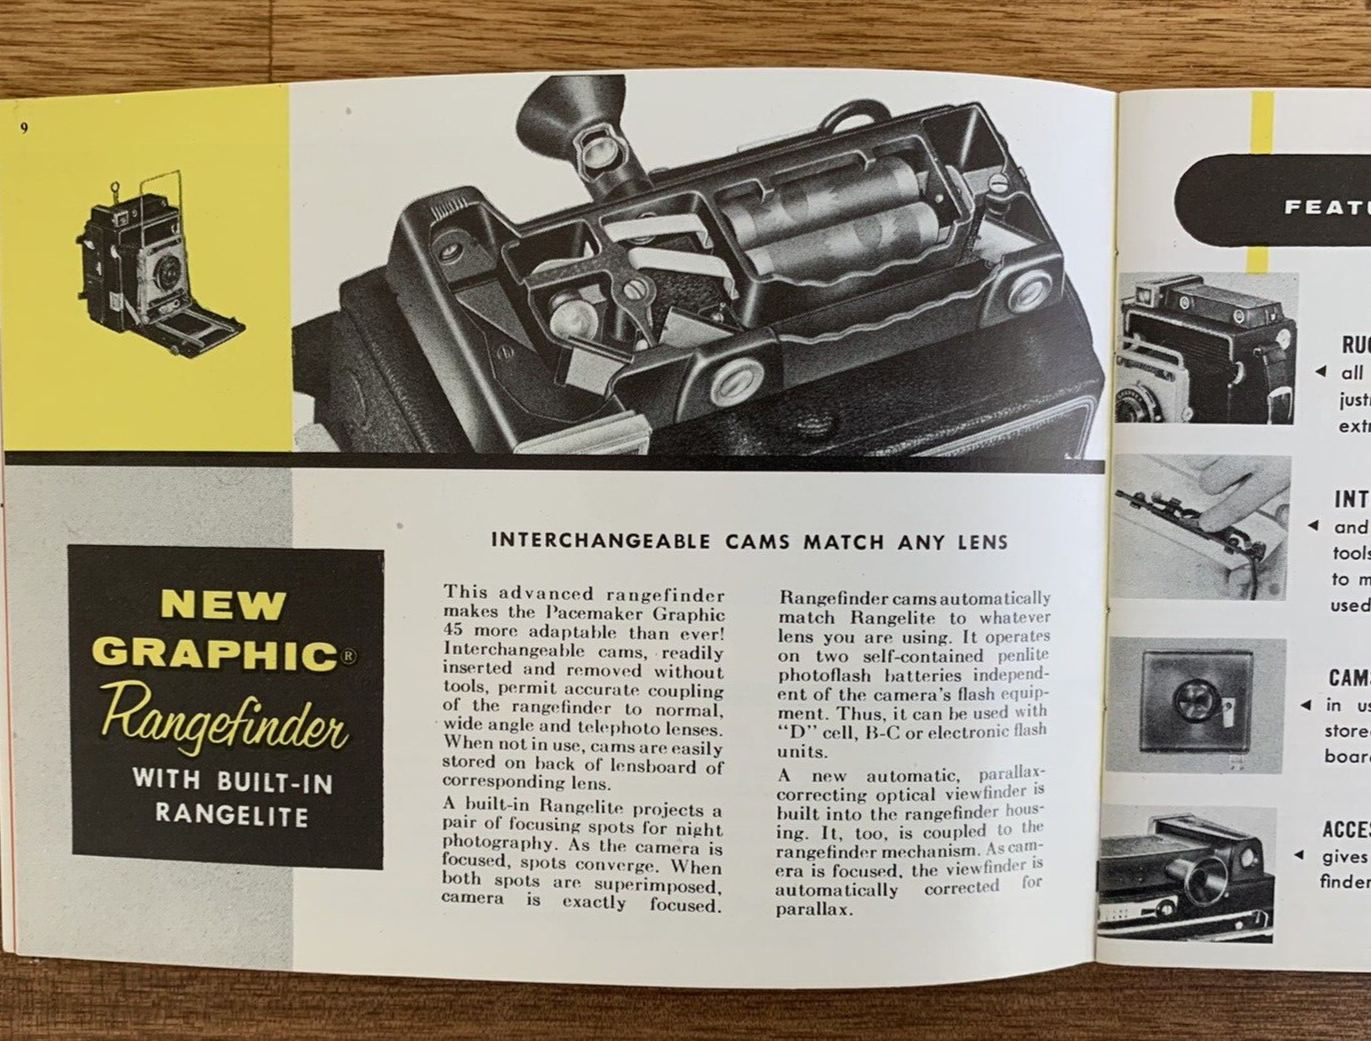 9
NEW
GRAPHIC®
Rangefinder
WITH BUILT-IN
RANGELITE
INTERCHANGEABLE CAMS MATCH ANY LENS
This advanced rangefinder
makes the Pacemaker Graphic
45 more adaptable than ever!
Interchangeable cams, readily
inserted and removed without
tools, permit accurate coupling
of the rangefinder to normal,
wide angle and telephoto lenses.
When not in use, cams are easily
stored on back of lensboard of
corresponding lens.
A built-in Rangelite projects a
pair of focusing spots for night
photography. As the camera is
focused, spots converge. When
both spots are superimposed,
camera is exactly focused.
Rangefinder cams automatically
match Rangelite to whatever
lens you are using. It operates
on two self-contained penlite
photoflash batteries independ-
ent of the camera's flash equip-
ment. Thus, it can be used with
"D" cell, B-C or electronic flash
units.
A new automatic, parallax-
correcting optical viewfinder is
built into the rangefinder hous-
ing. It, too, is coupled to the
rangefinder mechanism. As cam-
era is focused, the viewfinder is
automatically corrected for
parallax.
FEATU
RUG
all
just
extr
INT
and
tools
to m
used
CAMS
in us
store
boar
ACCES
gives
finder